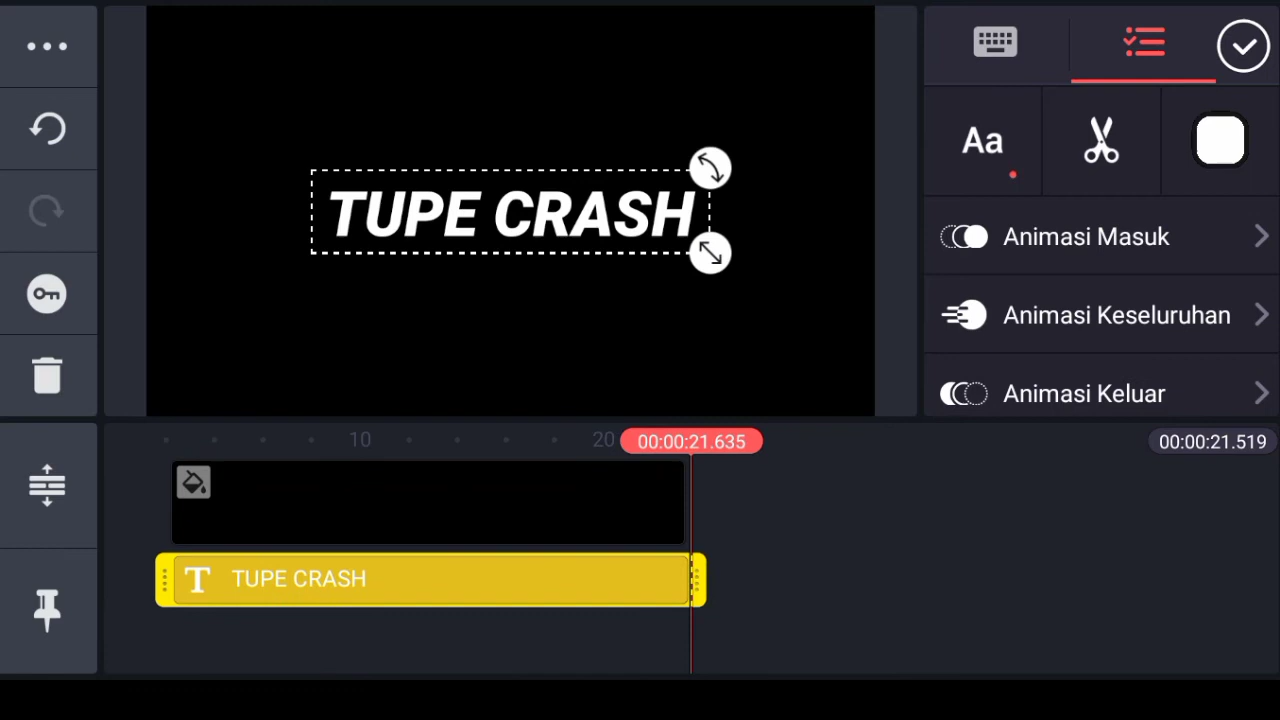 TUPE CRASH
Aa
Animasi Masuk
Animasi Keseluruhan
Animasi Keluar
10
20
00:00:21.635
00:00:21.519
T TUPE CRASH